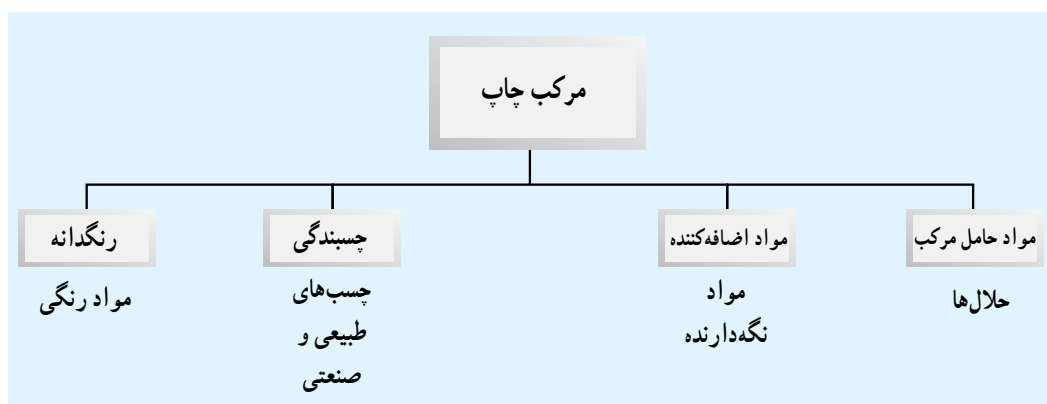 مرکب چاپ
مواد حامل مرکب
حلال‌ها
مواد اضافه‌کننده
مواد
نگه‌دارنده
چسبندگی
چسب‌های
طبیعی و
صنعتی
رنگدانه
مواد رنگی